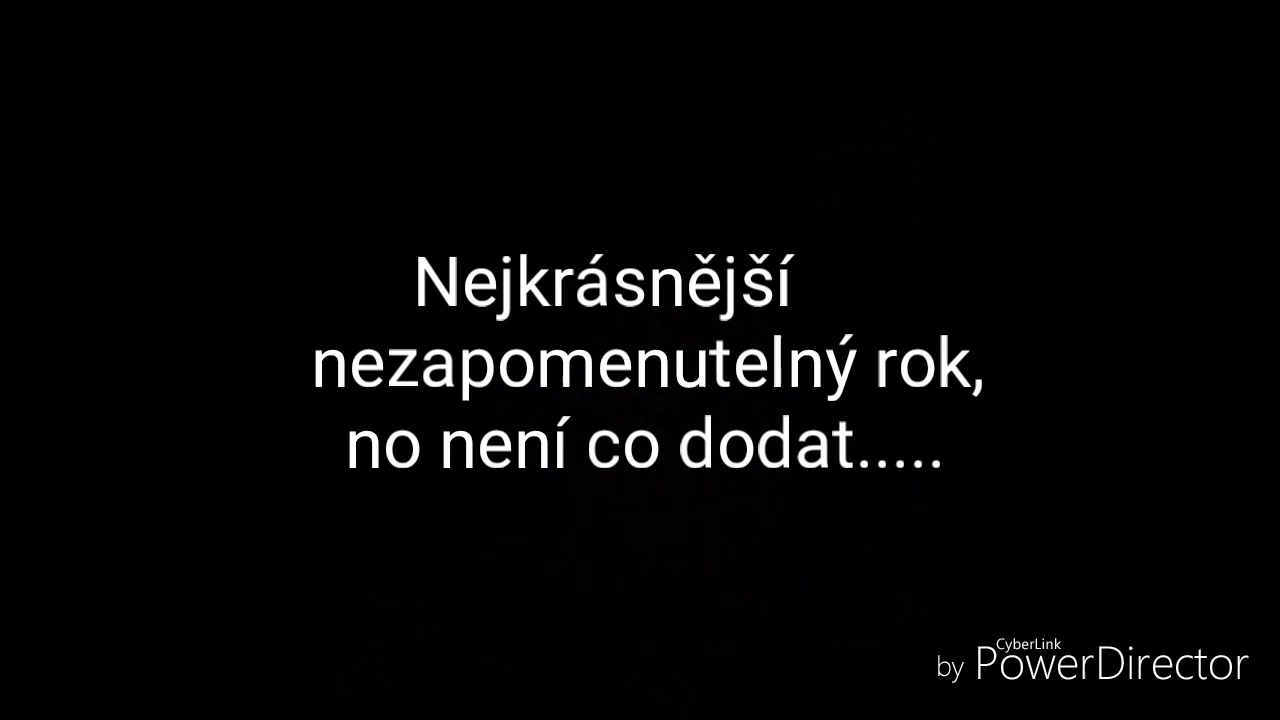 Nejkrásnější
nezapomenutelný rok,
no není co dodat.....
CyberLink
by PowerDirector